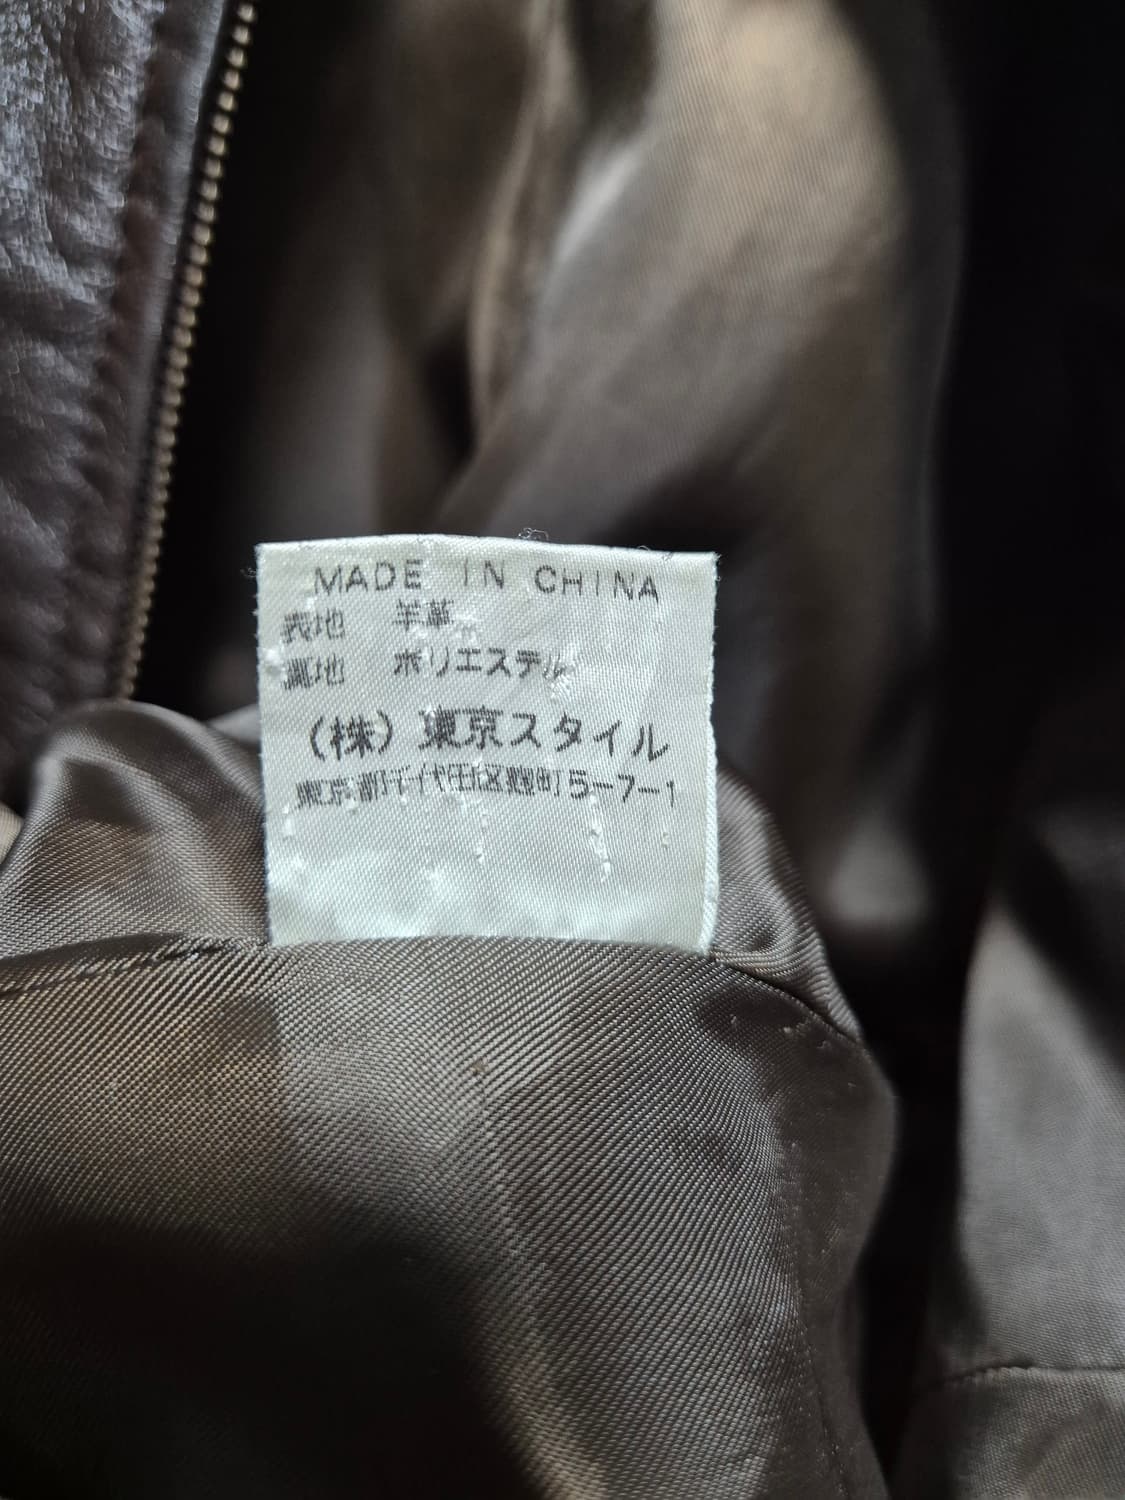 MADE IN CHINA
表地 羊革
裏地 ポリエステル
(株) 東京スタイル
東京都千代田区麹町5-7-1